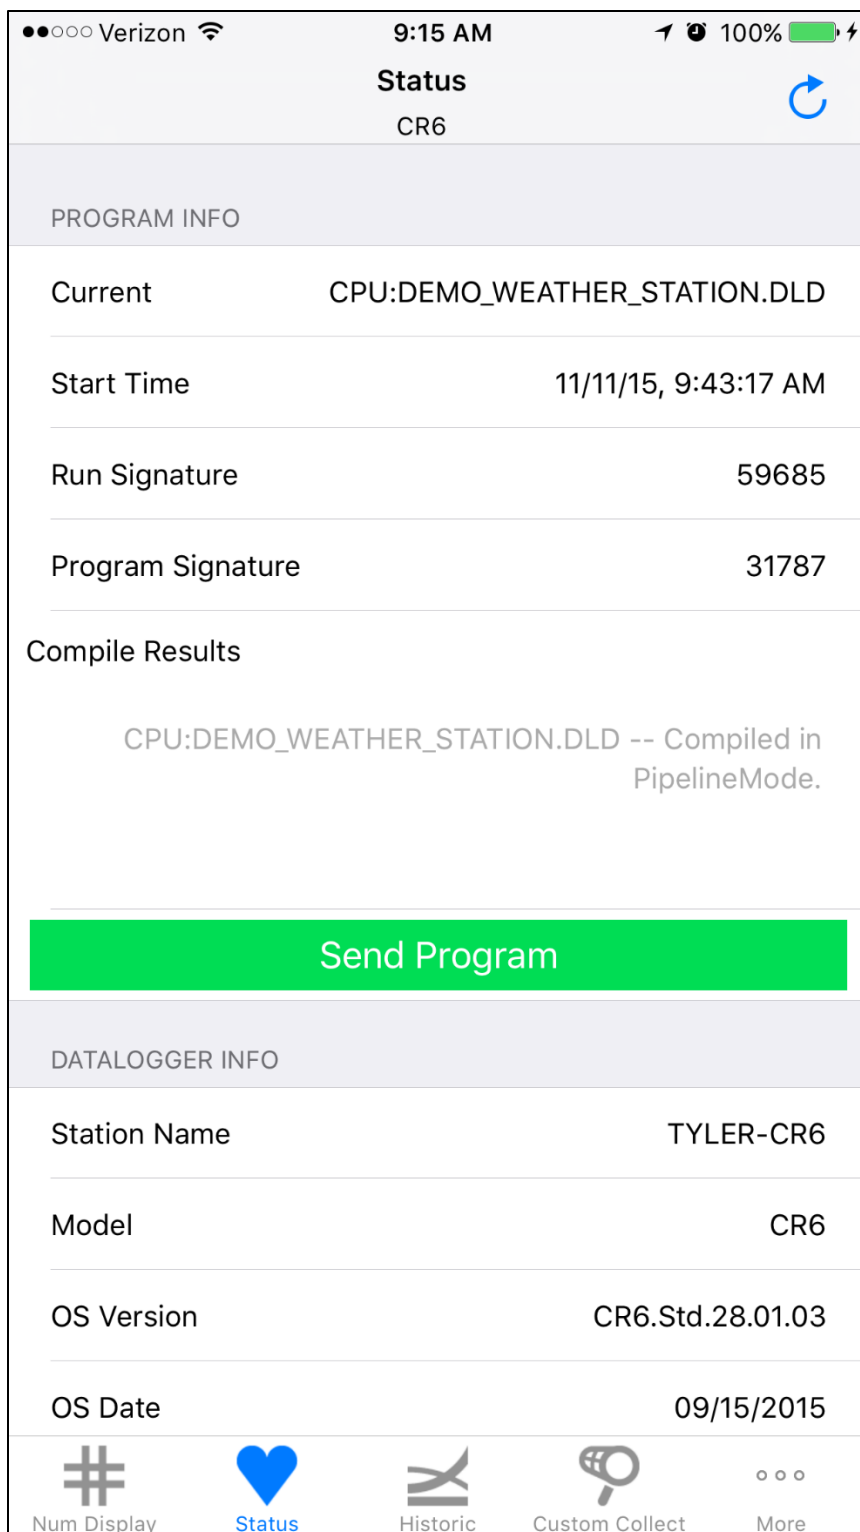 Verizon 9:15 AM 100%
Status
CR6
PROGRAM INFO
Current CPU:DEMO_WEATHER_STATION.DLD
Start Time 11/11/15, 9:43:17 AM
Run Signature 59685
Program Signature 31787
Compile Results
CPU:DEMO_WEATHER_STATION.DLD -- Compiled in
PipelineMode.
Send Program
DATALOGGER INFO
Station Name TYLER-CR6
Model CR6
OS Version CR6.Std.28.01.03
OS Date 09/15/2015
Num Display Status Historic Custom Collect More